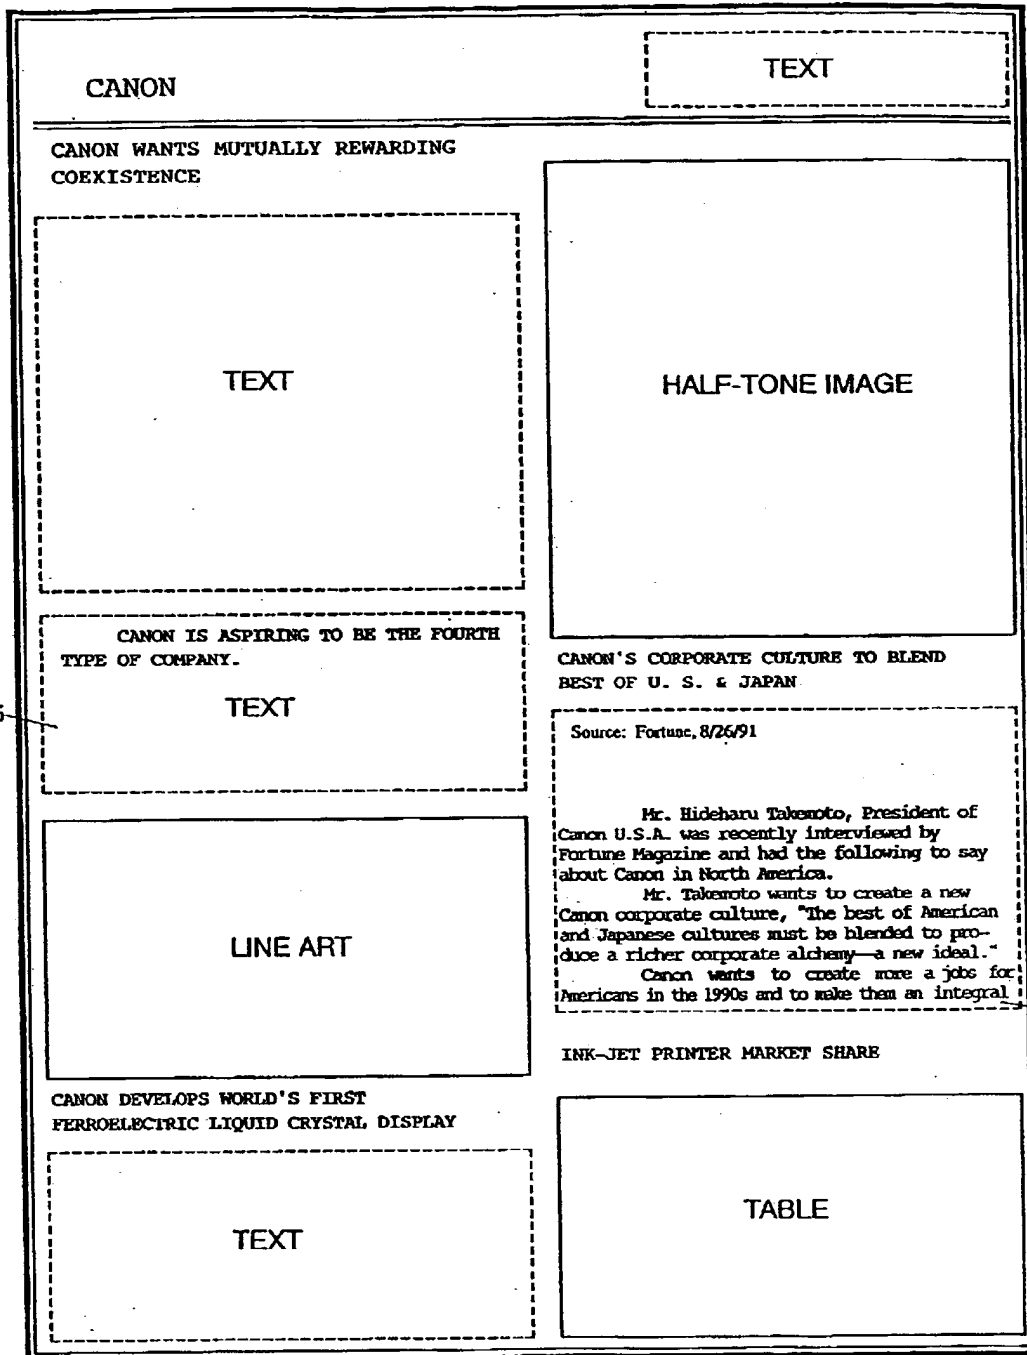 CANON
TEXT
CANON WANTS MUTUALLY REWARDING
COEXISTENCE
TEXT
CANON IS ASPIRING TO BE THE FOURTH
TYPE OF COMPANY.
TEXT
LINE ART
CANON DEVELOPS WORLD'S FIRST
FERROELECTRIC LIQUID CRYSTAL DISPLAY
TEXT
HALF-TONE IMAGE
CANON'S CORPORATE CULTURE TO BLEND
BEST OF U. S. & JAPAN
Source: Fortune, 8/26/91
Mr. Hideharu Takemoto, President of
Canon U.S.A. was recently interviewed by
Fortune Magazine and had the following to say
about Canon in North America.
Mr. Takemoto wants to create a new
Canon corporate culture, "The best of American
and Japanese cultures must be blended to pro-
duce a richer corporate alchemy—a new ideal."
Canon wants to create more a jobs for
Americans in the 1990s and to make them an integral
INK-JET PRINTER MARKET SHARE
TABLE